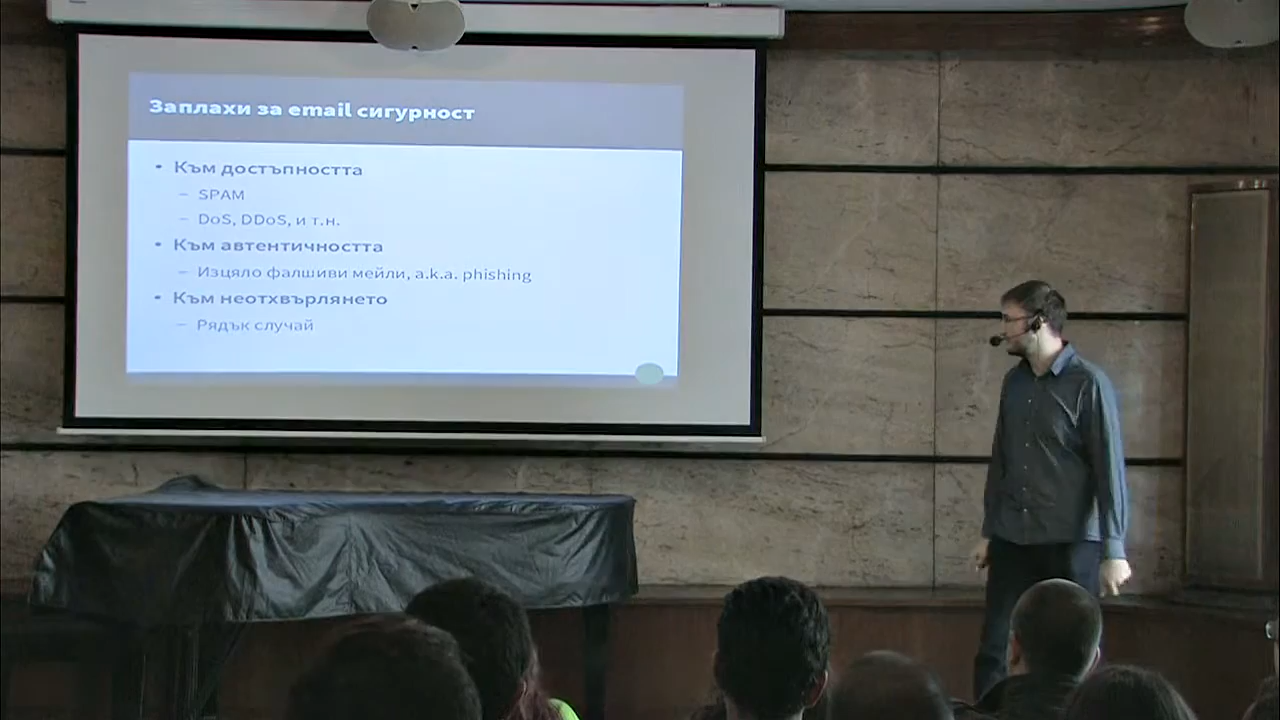 Заплахи за email сигурност
• Към достъпността
– SPAM
– DoS, DDoS, и т.н.
• Към автентичността
– Изцяло фалшиви мейли, a.k.a. phishing
• Към неотхвърлянето
– Рядък случай